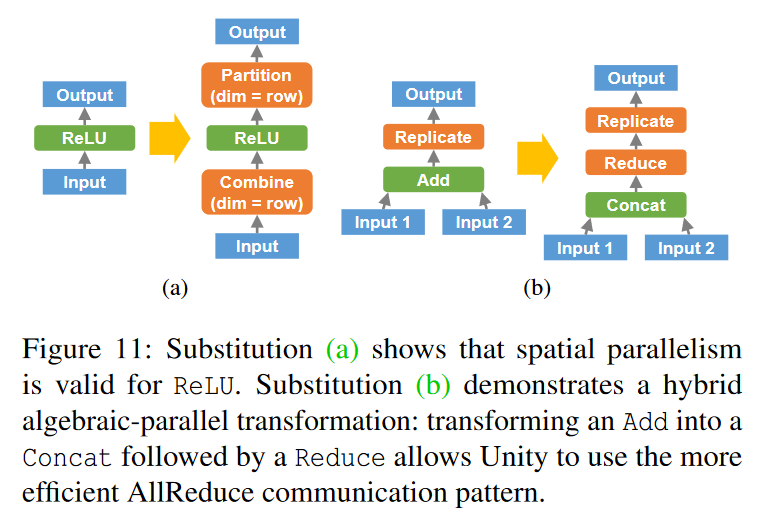 Output
Partition
(dim = row)
ReLU
Combine
(dim = row)
Input
Output
ReLU
Input
(a)
Output
Replicate
Add
Input 1 Input 2
Output
Replicate
Reduce
Concat
Input 1 Input 2
(b)
Figure 11: Substitution (a) shows that spatial parallelism
is valid for ReLU. Substitution (b) demonstrates a hybrid
algebraic-parallel transformation: transforming an Add into a
Concat followed by a Reduce allows Unity to use the more
efficient AllReduce communication pattern.